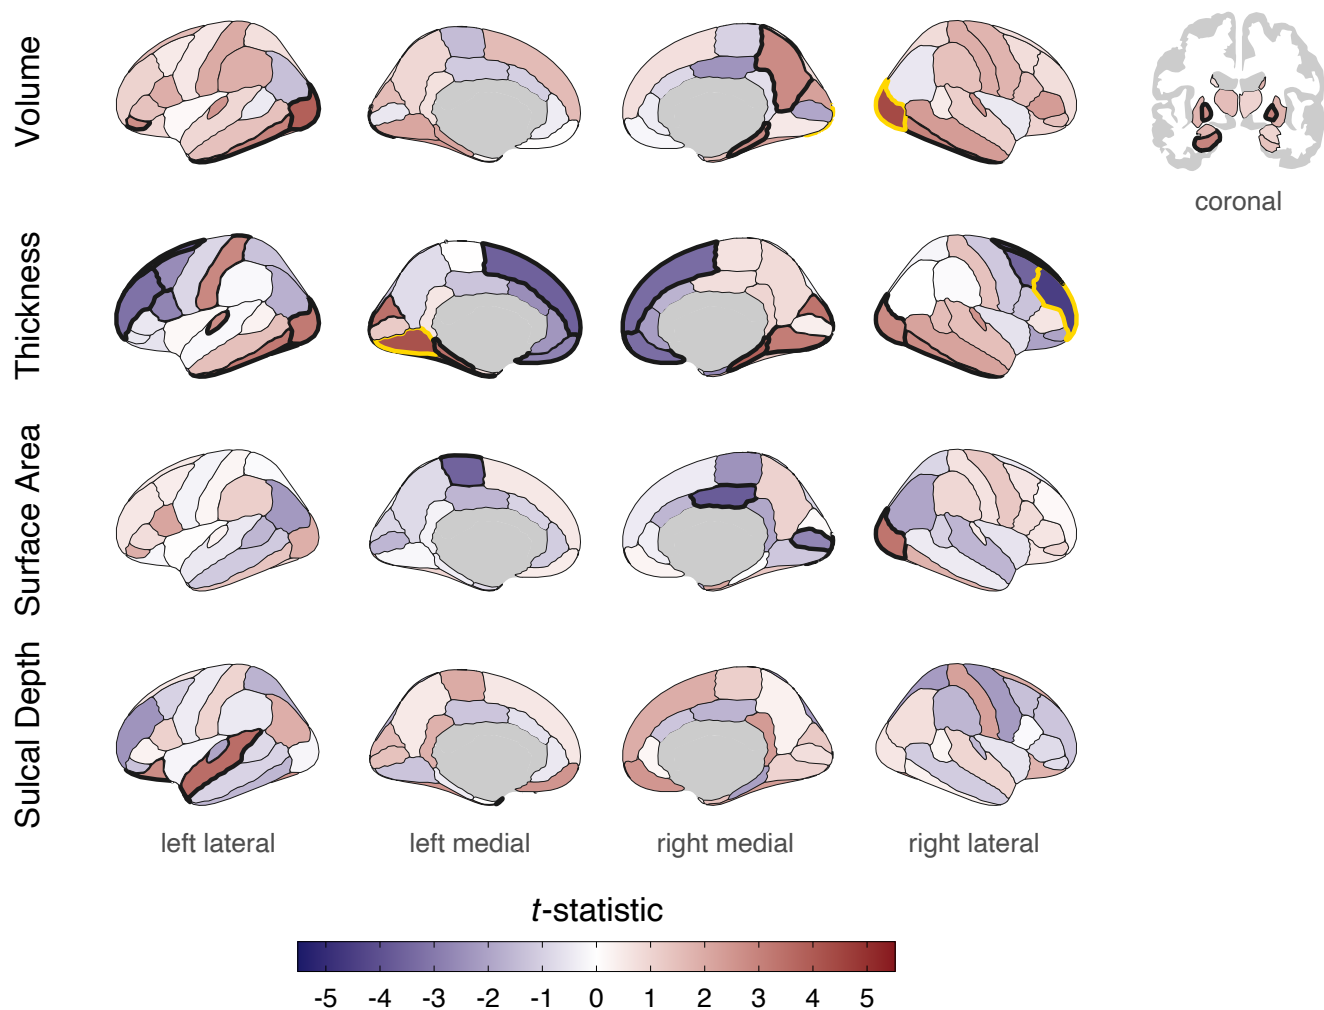 Volume
coronal
Thickness
Surface Area
Sulcal Depth
left lateral
left medial
right medial
right lateral
t-statistic
-5 -4 -3 -2 -1 0 1 2 3 4 5